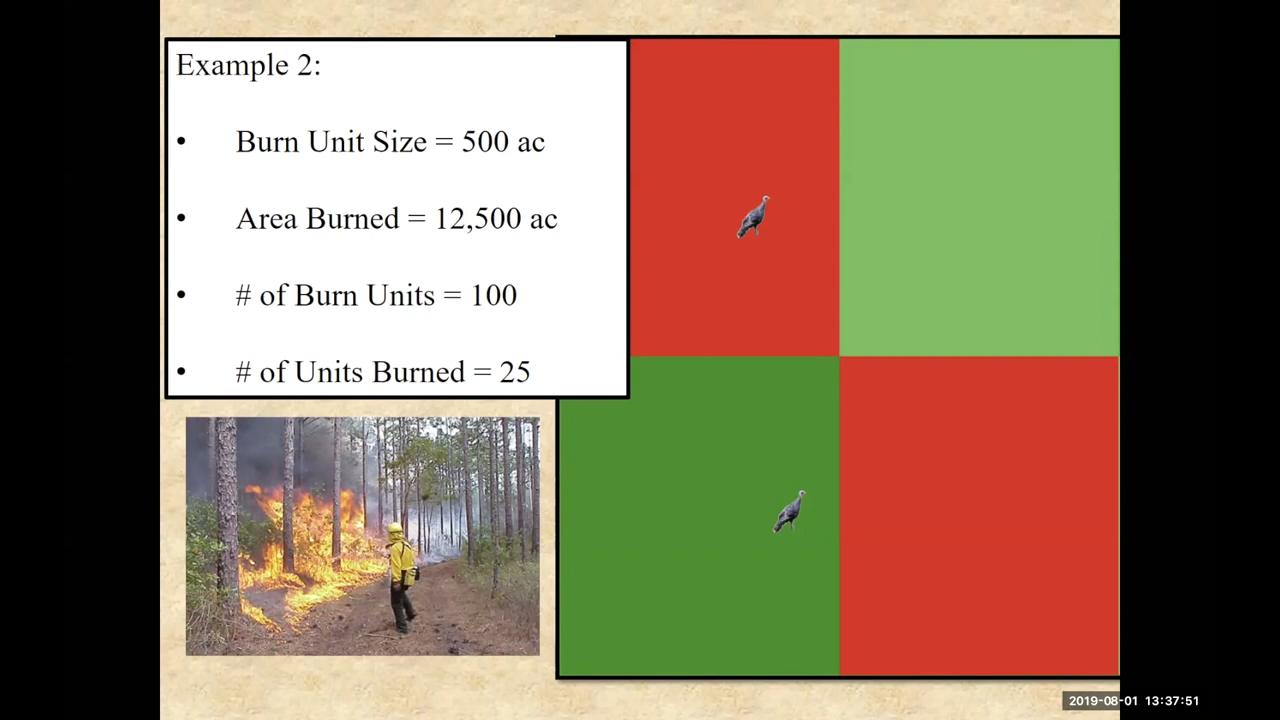 Example 2:
• Burn Unit Size = 500 ac
• Area Burned = 12,500 ac
• # of Burn Units = 100
• # of Units Burned = 25
2019-08-01 13:37:51